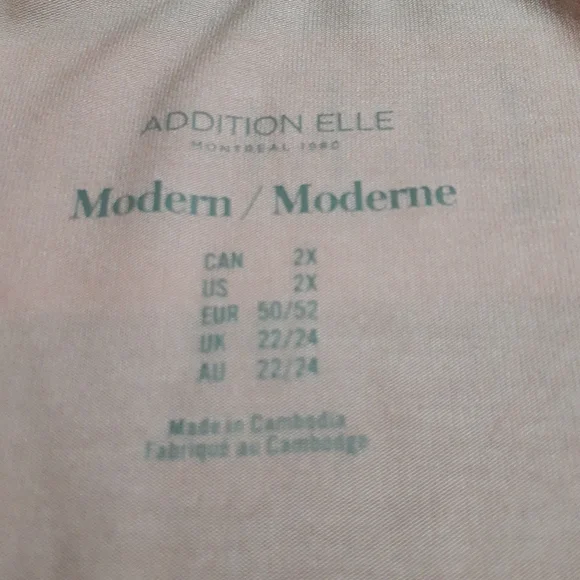 ADDITION ELLE
MONTREAL 1980
Modern / Moderne
CAN 2X
US 2X
EUR 50/52
UK 22/24
AU 22/24
Made in Cambodia
Fabriqué au Cambodge